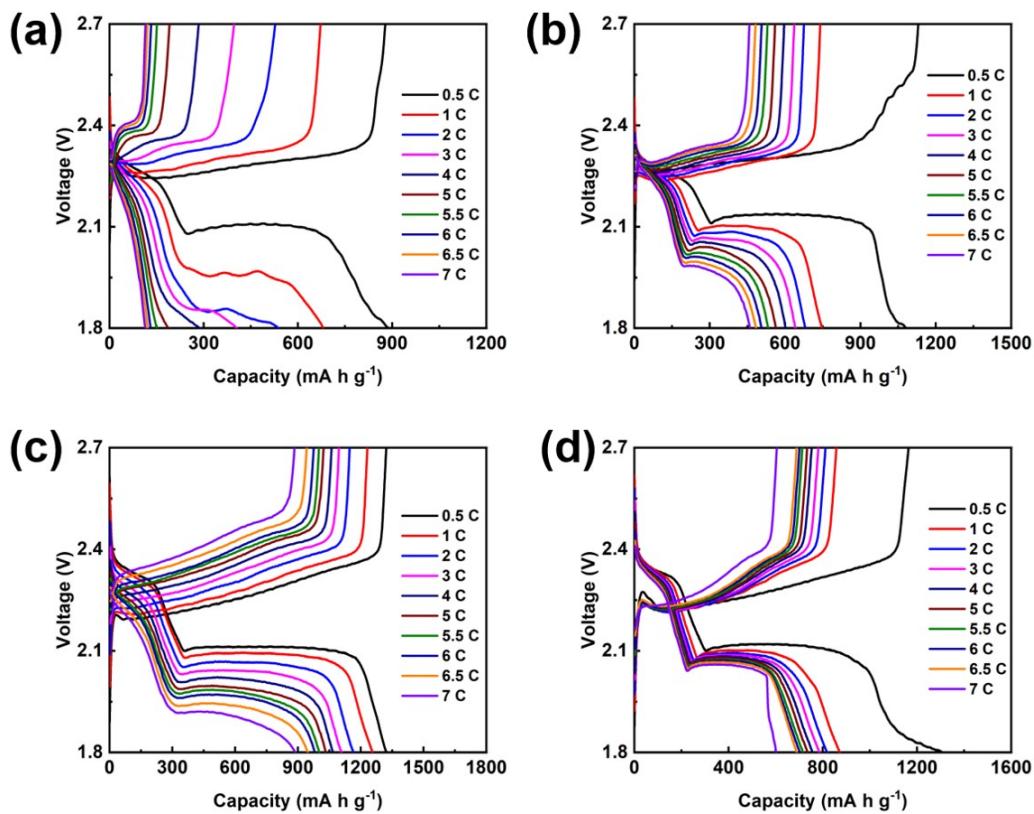 (a)
2.7
2.4
2.1
1.8
Voltage (V)
0.5 C
1 C
2 C
3 C
4 C
5 C
5.5 C
6 C
6.5 C
7 C
0 300 600 900 1200
Capacity (mA h g⁻¹)
(b)
2.7
2.4
2.1
1.8
Voltage (V)
0.5 C
1 C
2 C
3 C
4 C
5 C
5.5 C
6 C
6.5 C
7 C
0 300 600 900 1200 1500
Capacity (mA h g⁻¹)
(c)
2.7
2.4
2.1
1.8
Voltage (V)
0.5 C
1 C
2 C
3 C
4 C
5 C
5.5 C
6 C
6.5 C
7 C
0 300 600 900 1200 1500 1800
Capacity (mA h g⁻¹)
(d)
2.7
2.4
2.1
1.8
Voltage (V)
0.5 C
1 C
2 C
3 C
4 C
5 C
5.5 C
6 C
6.5 C
7 C
0 400 800 1200 1600
Capacity (mA h g⁻¹)